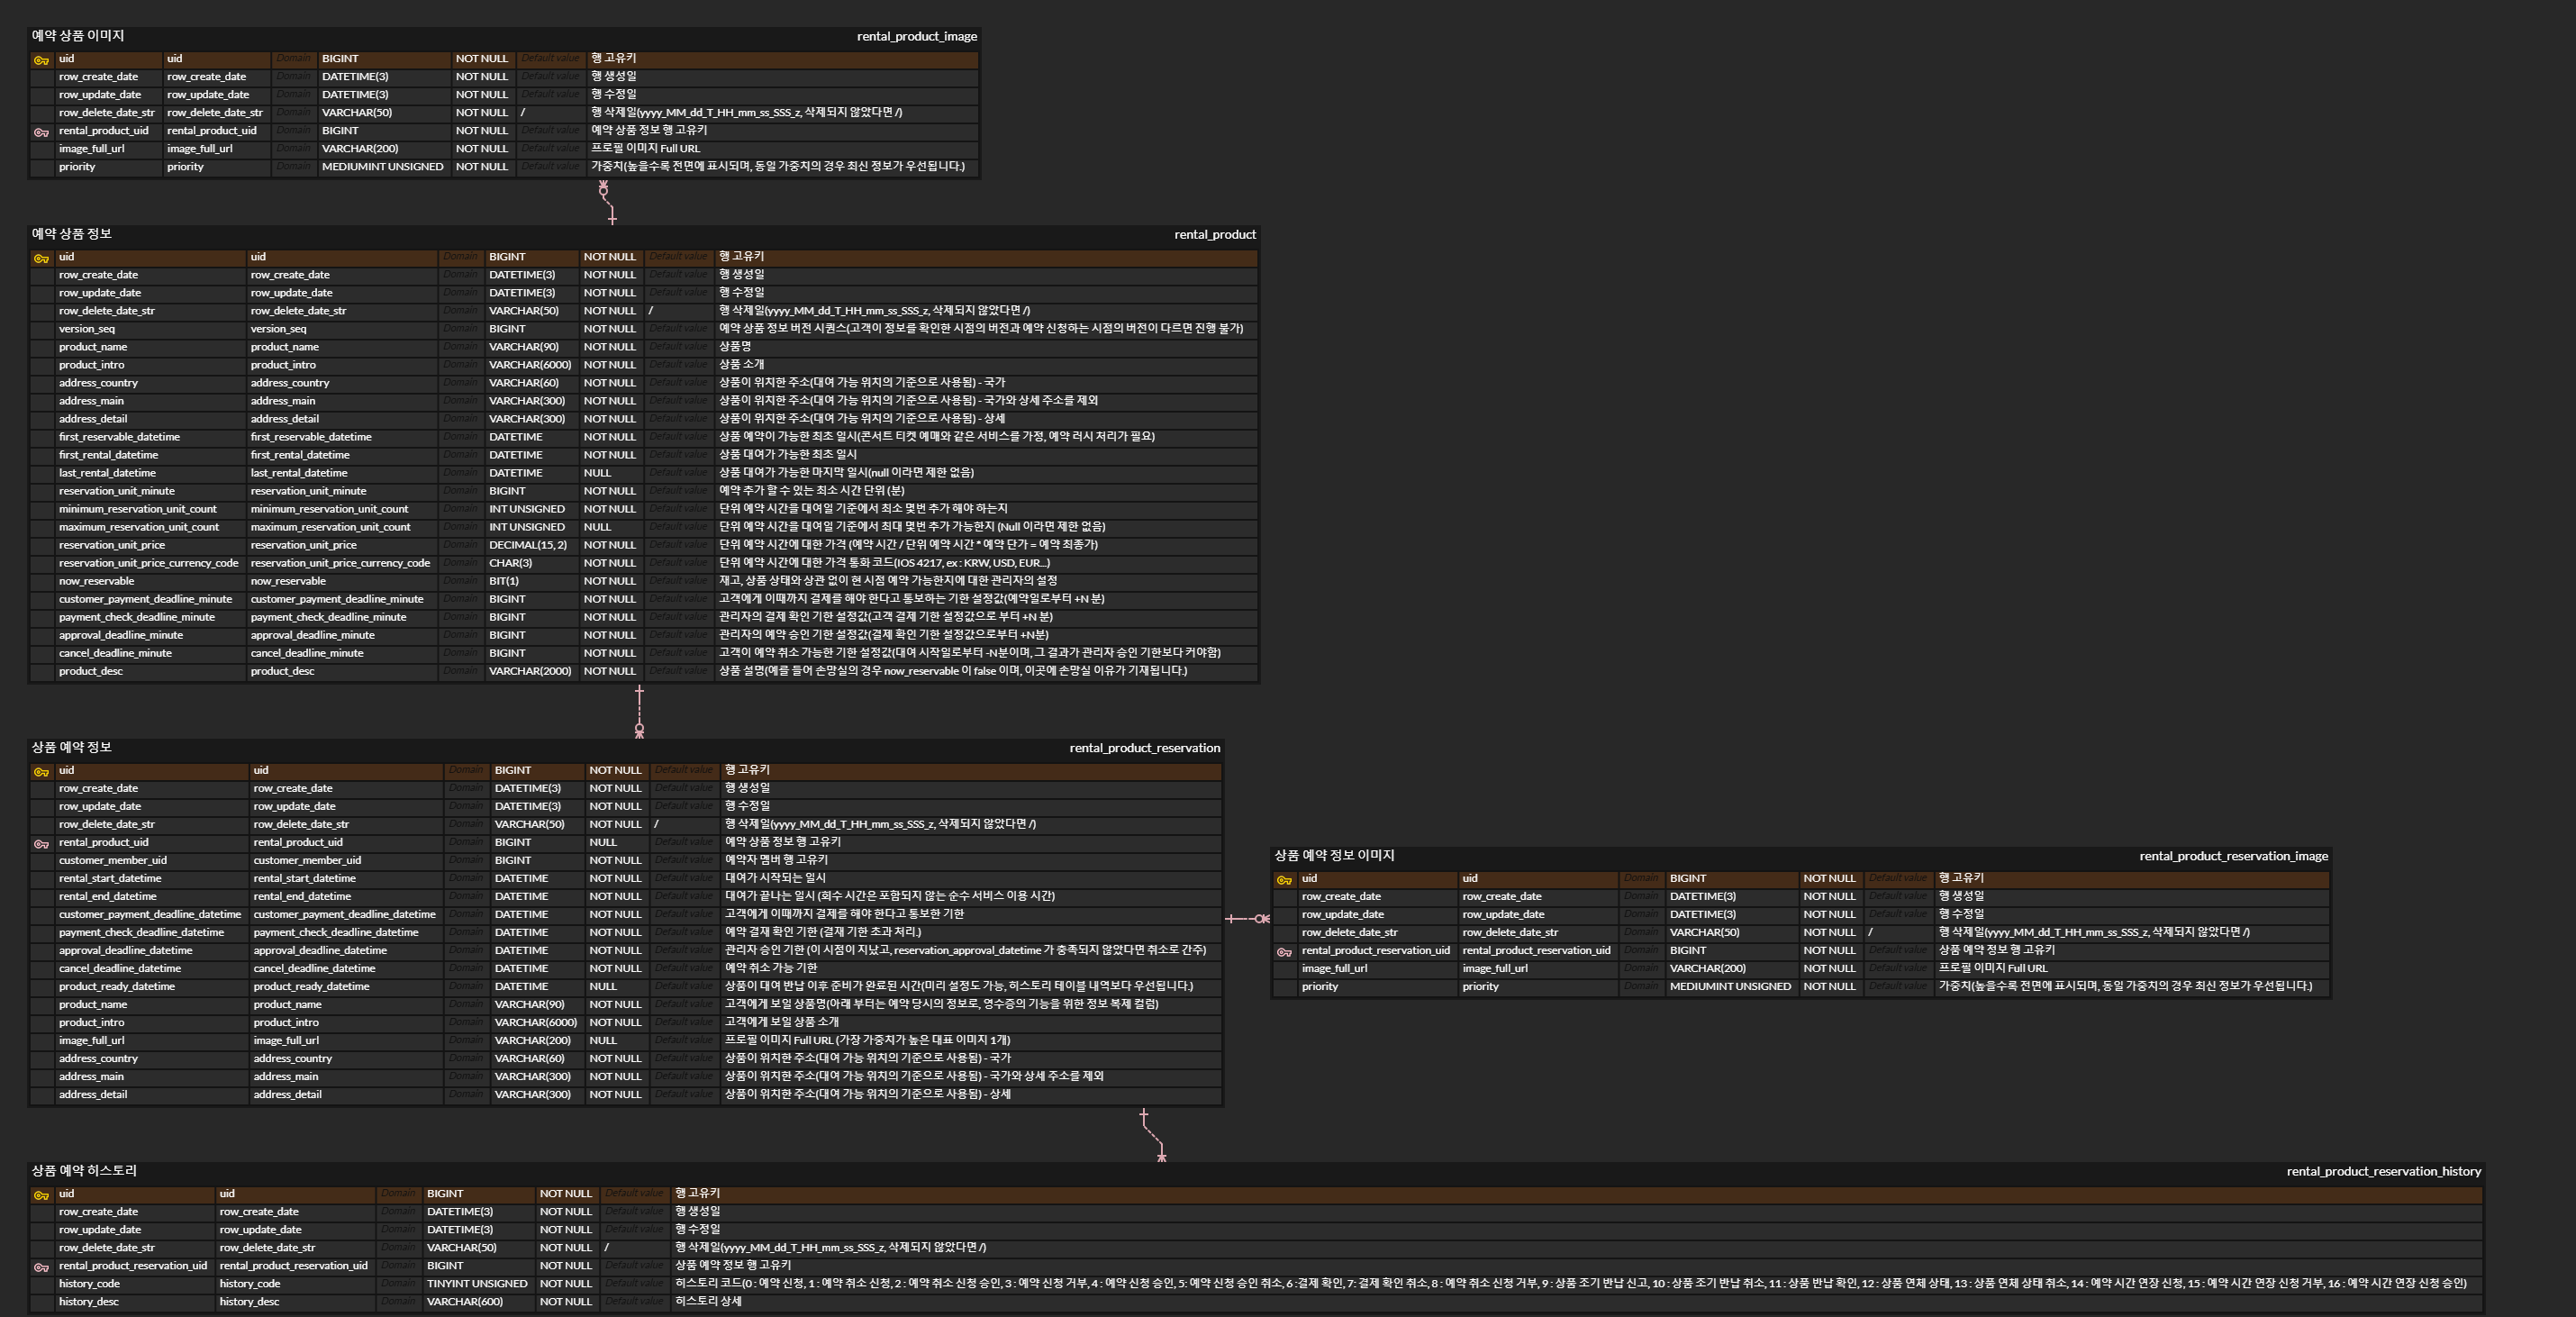 예약 상품 이미지 rental_product_image
uid uid Domain BIGINT NOT NULL Default value 행 고유키
row_create_date row_create_date Domain DATETIME(3) NOT NULL Default value 행 생성일
row_update_date row_update_date Domain DATETIME(3) NOT NULL Default value 행 수정일
row_delete_date_str row_delete_date_str Domain VARCHAR(50) NOT NULL / 행 삭제일(yyyy_MM_dd_T_HH_mm_ss_SSS_z, 삭제되지 않았다면 /)
rental_product_uid rental_product_uid Domain BIGINT NOT NULL Default value 예약 상품 정보 행 고유키
image_full_url image_full_url Domain VARCHAR(200) NOT NULL Default value 프로필 이미지 Full URL
priority priority Domain MEDIUMINT UNSIGNED NOT NULL Default value 가중치(높을수록 전면에 표시되며, 동일 가중치의 경우 최신 정보가 우선됩니다.)
예약 상품 정보 rental_product
uid uid Domain BIGINT NOT NULL Default value 행 고유키
row_create_date row_create_date Domain DATETIME(3) NOT NULL Default value 행 생성일
row_update_date row_update_date Domain DATETIME(3) NOT NULL Default value 행 수정일
row_delete_date_str row_delete_date_str Domain VARCHAR(50) NOT NULL / 행 삭제일(yyyy_MM_dd_T_HH_mm_ss_SSS_z, 삭제되지 않았다면 /)
version_seq version_seq Domain BIGINT NOT NULL Default value 예약 상품 정보 버전 시퀀스(고객이 정보를 확인한 시점의 버전과 예약 신청하는 시점의 버전이 다르면 진행 불가)
product_name product_name Domain VARCHAR(90) NOT NULL Default value 상품명
product_intro product_intro Domain VARCHAR(6000) NOT NULL Default value 상품 소개
address_country address_country Domain VARCHAR(60) NOT NULL Default value 상품이 위치한 주소(대여 가능 위치의 기준으로 사용됨) - 국가
address_main address_main Domain VARCHAR(300) NOT NULL Default value 상품이 위치한 주소(대여 가능 위치의 기준으로 사용됨) - 국가와 상세 주소를 제외
address_detail address_detail Domain VARCHAR(300) NOT NULL Default value 상품이 위치한 주소(대여 가능 위치의 기준으로 사용됨) - 상세
first_reservable_datetime first_reservable_datetime Domain DATETIME NOT NULL Default value 상품 예약이 가능한 최초 일시(콘서트 티켓 예매와 같은 서비스를 가정, 예약 러시 처리가 필요)
first_rental_datetime first_rental_datetime Domain DATETIME NOT NULL Default value 상품 대여가 가능한 최초 일시
last_rental_datetime last_rental_datetime Domain DATETIME NULL Default value 상품 대여가 가능한 마지막 일시(null 이라면 제한 없음)
reservation_unit_minute reservation_unit_minute Domain BIGINT NOT NULL Default value 예약 추가 할 수 있는 최소 시간 단위 (분)
minimum_reservation_unit_count minimum_reservation_unit_count Domain INT UNSIGNED NOT NULL Default value 단위 예약 시간을 대여일 기준에서 최소 몇번 추가 해야 하는지
maximum_reservation_unit_count maximum_reservation_unit_count Domain INT UNSIGNED NULL Default value 단위 예약 시간을 대여일 기준에서 최대 몇번 추가 가능한지 (Null 이라면 제한 없음)
reservation_unit_price reservation_unit_price Domain DECIMAL(15, 2) NOT NULL Default value 단위 예약 시간에 대한 가격 (예약 시간 / 단위 예약 시간 * 예약 단가 = 예약 최종가)
reservation_unit_price_currency_code reservation_unit_price_currency_code Domain CHAR(3) NOT NULL Default value 단위 예약 시간에 대한 가격 통화 코드(IOS 4217, ex : KRW, USD, EUR...)
now_reservable now_reservable Domain BIT(1) NOT NULL Default value 재고, 상품 상태와 상관 없이 현 시점 예약 가능한지에 대한 관리자의 설정
customer_payment_deadline_minute customer_payment_deadline_minute Domain BIGINT NOT NULL Default value 고객에게 이때까지 결제를 해야 한다고 통보하는 기한 설정값(예약일로부터 +N 분)
payment_check_deadline_minute payment_check_deadline_minute Domain BIGINT NOT NULL Default value 관리자의 결제 확인 기한 설정값(고객 결제 기한 설정값으로 부터 +N 분)
approval_deadline_minute approval_deadline_minute Domain BIGINT NOT NULL Default value 관리자의 예약 승인 기한 설정값(결제 확인 기한 설정값으로부터 +N분)
cancel_deadline_minute cancel_deadline_minute Domain BIGINT NOT NULL Default value 고객이 예약 취소 가능한 기한 설정값(대여 시작일로부터 -N분이며, 그 결과가 관리자 승인 기한보다 커야함)
product_desc product_desc Domain VARCHAR(2000) NOT NULL Default value 상품 설명(예를 들어 손망실의 경우 now_reservable 이 false 이며, 이곳에 손망실 이유가 기재됩니다.)
상품 예약 정보 rental_product_reservation
uid uid Domain BIGINT NOT NULL Default value 행 고유키
row_create_date row_create_date Domain DATETIME(3) NOT NULL Default value 행 생성일
row_update_date row_update_date Domain DATETIME(3) NOT NULL Default value 행 수정일
row_delete_date_str row_delete_date_str Domain VARCHAR(50) NOT NULL / 행 삭제일(yyyy_MM_dd_T_HH_mm_ss_SSS_z, 삭제되지 않았다면 /)
rental_product_uid rental_product_uid Domain BIGINT NULL Default value 예약 상품 정보 행 고유키
customer_member_uid customer_member_uid Domain BIGINT NOT NULL Default value 예약자 멤버 행 고유키
rental_start_datetime rental_start_datetime Domain DATETIME NOT NULL Default value 대여가 시작되는 일시
rental_end_datetime rental_end_datetime Domain DATETIME NOT NULL Default value 대여가 끝나는 일시 (회수 시간은 포함되지 않는 순수 서비스 이용 시간)
customer_payment_deadline_datetime customer_payment_deadline_datetime Domain DATETIME NOT NULL Default value 고객에게 이때까지 결제를 해야 한다고 통보한 기한
payment_check_deadline_datetime payment_check_deadline_datetime Domain DATETIME NOT NULL Default value 예약 결재 확인 기한 (결재 기한 초과 처리.)
approval_deadline_datetime approval_deadline_datetime Domain DATETIME NOT NULL Default value 관리자 승인 기한 (이 시점이 지났고, reservation_approval_datetime 가 충족되지 않았다면 취소로 간주)
cancel_deadline_datetime cancel_deadline_datetime Domain DATETIME NOT NULL Default value 예약 취소 가능 기한
product_ready_datetime product_ready_datetime Domain DATETIME NULL Default value 상품이 대여 반납 이후 준비가 완료된 시간(미리 설정도 가능, 히스토리 테이블 내역보다 우선됩니다.)
product_name product_name Domain VARCHAR(90) NOT NULL Default value 고객에게 보일 상품명(아래 부터는 예약 당시의 정보로, 영수증의 기능을 위한 정보 복제 컬럼)
product_intro product_intro Domain VARCHAR(6000) NOT NULL Default value 고객에게 보일 상품 소개
image_full_url image_full_url Domain VARCHAR(200) NULL Default value 프로필 이미지 Full URL (가장 가중치가 높은 대표 이미지 1개)
address_country address_country Domain VARCHAR(60) NOT NULL Default value 상품이 위치한 주소(대여 가능 위치의 기준으로 사용됨) - 국가
address_main address_main Domain VARCHAR(300) NOT NULL Default value 상품이 위치한 주소(대여 가능 위치의 기준으로 사용됨) - 국가와 상세 주소를 제외
address_detail address_detail Domain VARCHAR(300) NOT NULL Default value 상품이 위치한 주소(대여 가능 위치의 기준으로 사용됨) - 상세
상품 예약 정보 이미지 rental_product_reservation_image
uid uid Domain BIGINT NOT NULL Default value 행 고유키
row_create_date row_create_date Domain DATETIME(3) NOT NULL Default value 행 생성일
row_update_date row_update_date Domain DATETIME(3) NOT NULL Default value 행 수정일
row_delete_date_str row_delete_date_str Domain VARCHAR(50) NOT NULL / 행 삭제일(yyyy_MM_dd_T_HH_mm_ss_SSS_z, 삭제되지 않았다면 /)
rental_product_reservation_uid rental_product_reservation_uid Domain BIGINT NOT NULL Default value 상품 예약 정보 행 고유키
image_full_url image_full_url Domain VARCHAR(200) NOT NULL Default value 프로필 이미지 Full URL
priority priority Domain MEDIUMINT UNSIGNED NOT NULL Default value 가중치(높을수록 전면에 표시되며, 동일 가중치의 경우 최신 정보가 우선됩니다.)
상품 예약 히스토리 rental_product_reservation_history
uid uid Domain BIGINT NOT NULL Default value 행 고유키
row_create_date row_create_date Domain DATETIME(3) NOT NULL Default value 행 생성일
row_update_date row_update_date Domain DATETIME(3) NOT NULL Default value 행 수정일
row_delete_date_str row_delete_date_str Domain VARCHAR(50) NOT NULL / 행 삭제일(yyyy_MM_dd_T_HH_mm_ss_SSS_z, 삭제되지 않았다면 /)
rental_product_reservation_uid rental_product_reservation_uid Domain BIGINT NOT NULL Default value 상품 예약 정보 행 고유키
history_code history_code Domain TINYINT UNSIGNED NOT NULL Default value 히스토리 코드(0 : 예약 신청, 1 : 예약 취소 신청, 2 : 예약 취소 신청 승인, 3 : 예약 신청 거부, 4 : 예약 신청 승인, 5: 예약 신청 승인 취소, 6 :결제 확인, 7: 결제 확인 취소, 8 : 예약 취소 신청 거부, 9 : 상품 조기 반납 신고, 10 : 상품 조기 반납 취소, 11 : 상품 반납 확인, 12 : 상품 연체 상태, 13 : 상품 연체 상태 취소, 14 : 예약 시간 연장 신청, 15 : 예약 시간 연장 신청 거부, 16 : 예약 시간 연장 신청 승인)
history_desc history_desc Domain VARCHAR(600) NOT NULL Default value 히스토리 상세